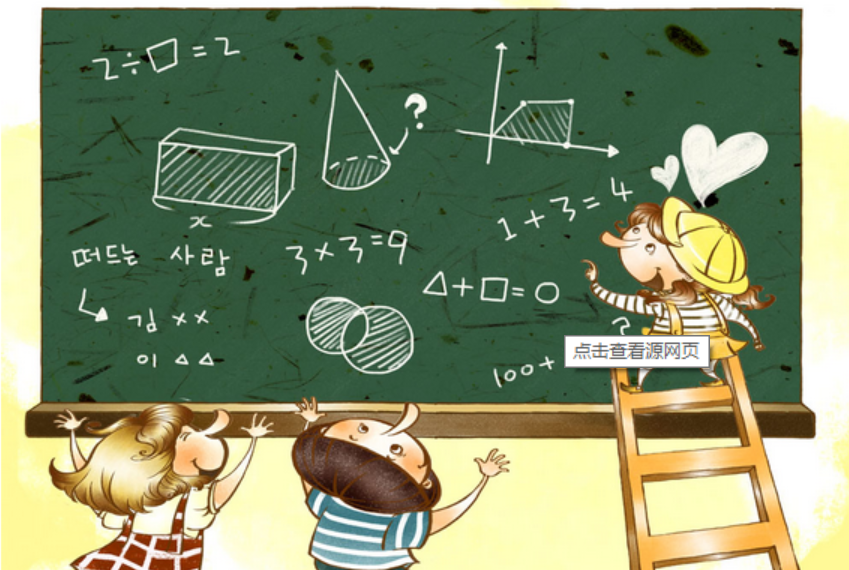 2÷□=2
?
x
1+3=4
떠드는 사람
3×3=9
△+□=○
김 ××
이 △△
?
点击查看源网页
100+